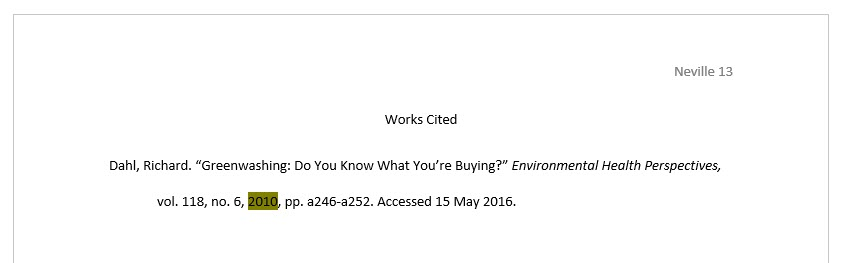 Neville 13
Works Cited
Dahl, Richard. “Greenwashing: Do You Know What You’re Buying?” Environmental Health Perspectives,
vol. 118, no. 6, 2010, pp. a246-a252. Accessed 15 May 2016.